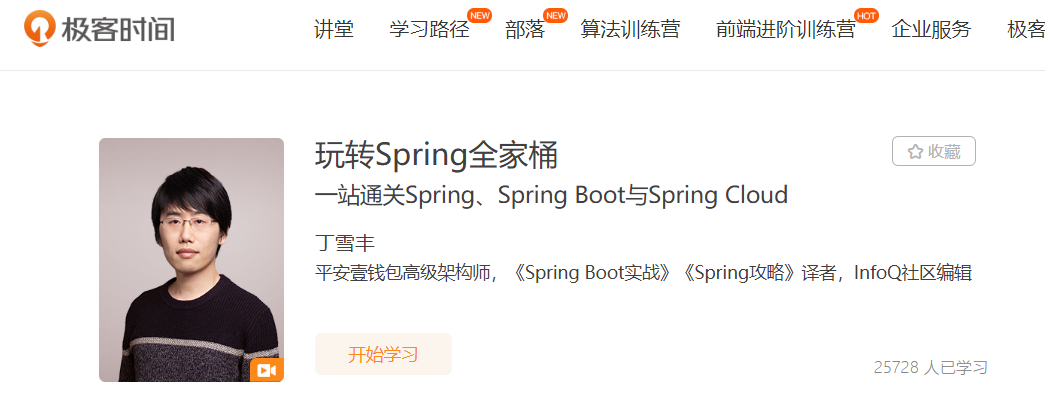 极客时间
讲堂 学习路径 NEW 部落 NEW 算法训练营 前端进阶训练营 HOT 企业服务 极客
玩转Spring全家桶
收藏
一站通关Spring、Spring Boot与Spring Cloud
丁雪丰
平安壹钱包高级架构师，《Spring Boot实战》《Spring攻略》译者，InfoQ社区编辑
开始学习
25728 人已学习